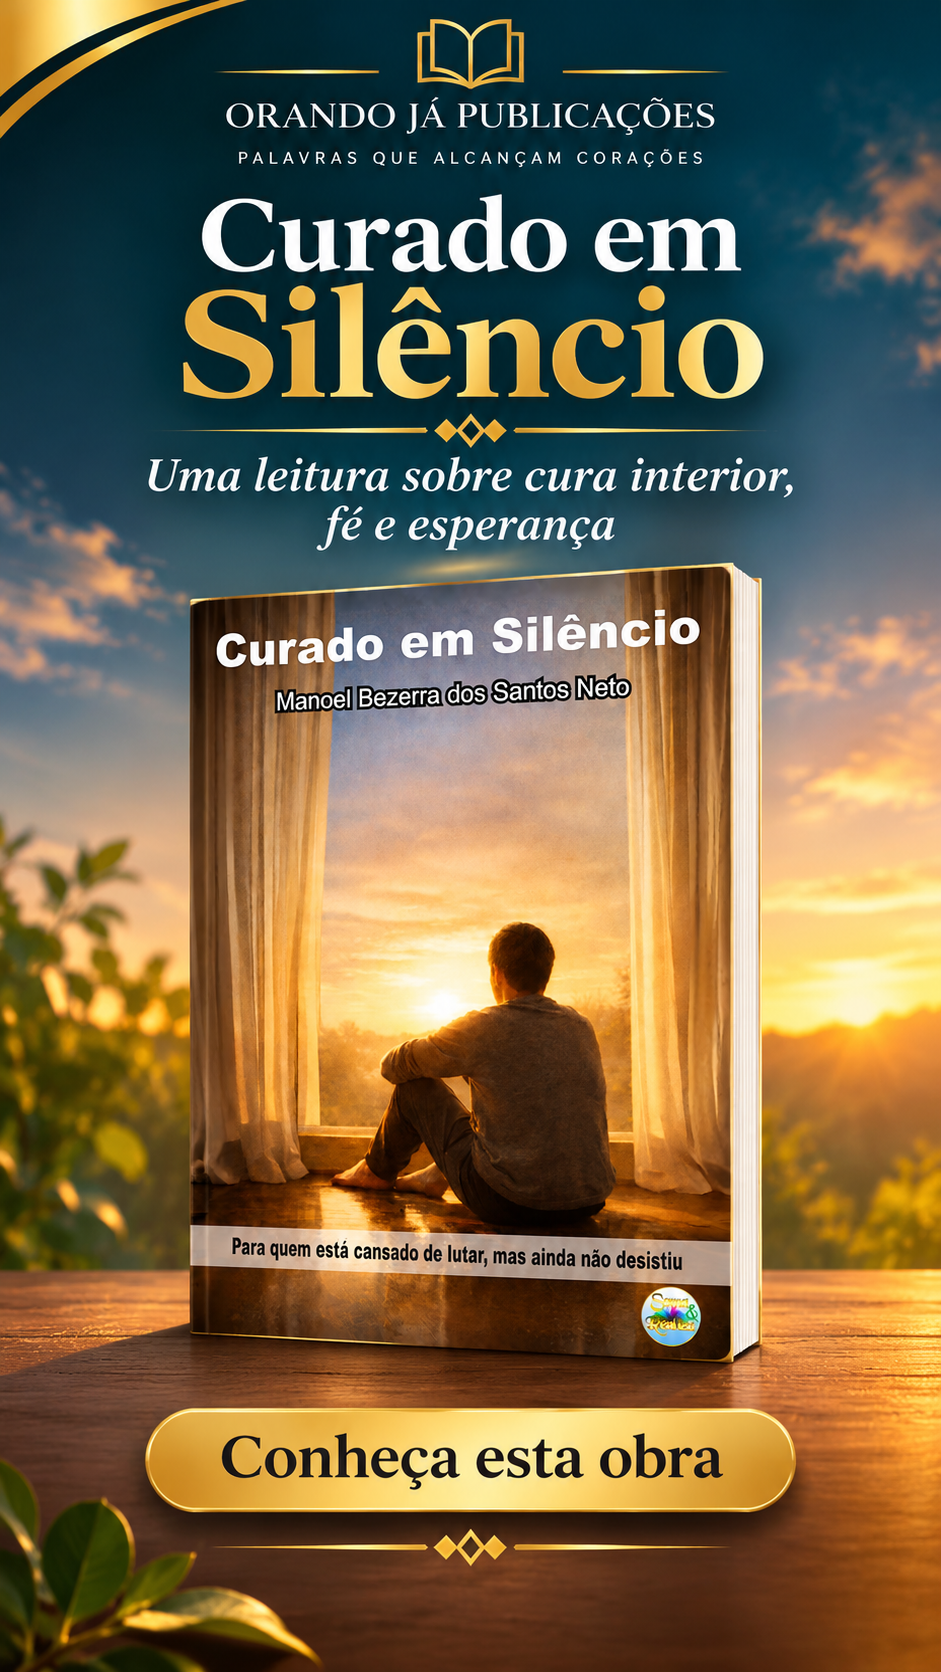 ORANDO JÁ PUBLICAÇÕES
PALAVRAS QUE ALCANÇAM CORAÇÕES
Curado em
Silêncio
Uma leitura sobre cura interior,
fé e esperança
Curado em Silêncio
Manoel Bezerra dos Santos Neto
Para quem está cansado de lutar, mas ainda não desistiu
&
Conheça esta obra